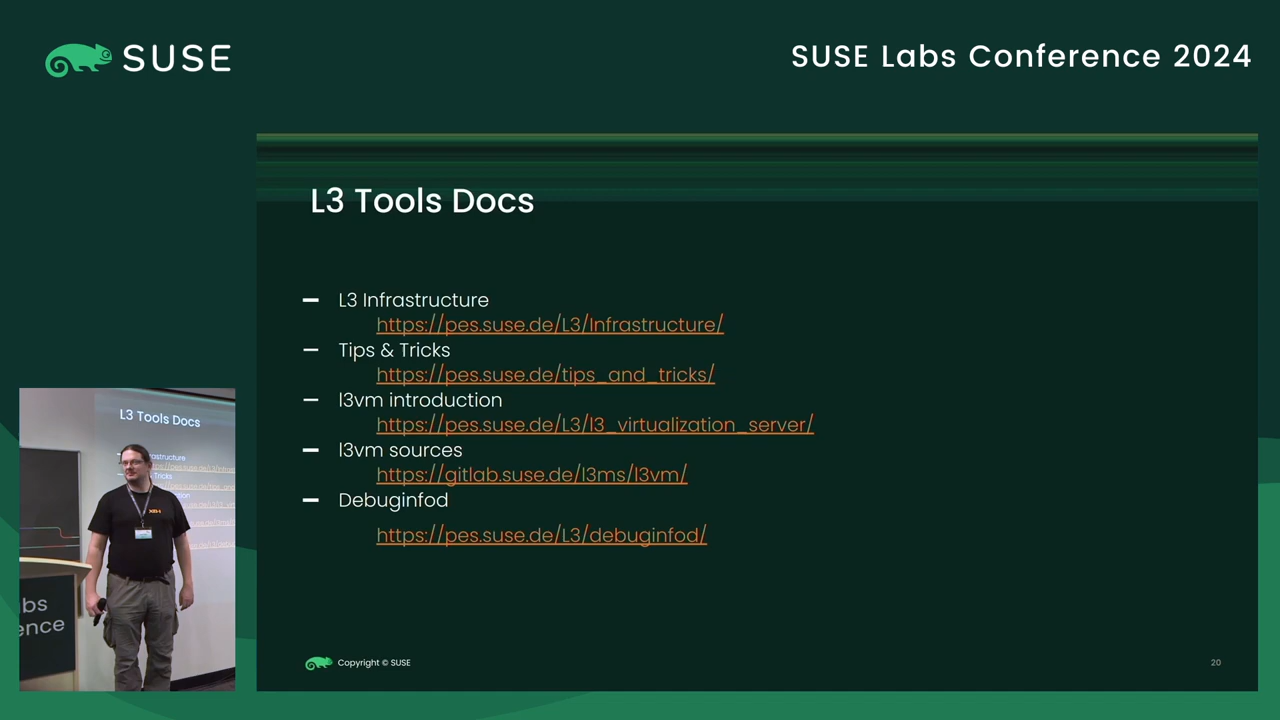 SUSE
SUSE Labs Conference 2024
L3 Tools Docs
L3 Infrastructure
https://pes.suse.de/L3/Infrastructure/
Tips & Tricks
https://pes.suse.de/tips_and_tricks/
l3vm introduction
https://pes.suse.de/L3/l3_virtualization_server/
l3vm sources
https://gitlab.suse.de/l3ms/l3vm/
Debuginfod
https://pes.suse.de/L3/debuginfod/
Copyright © SUSE
20
L3 Tools Docs
bs
ence